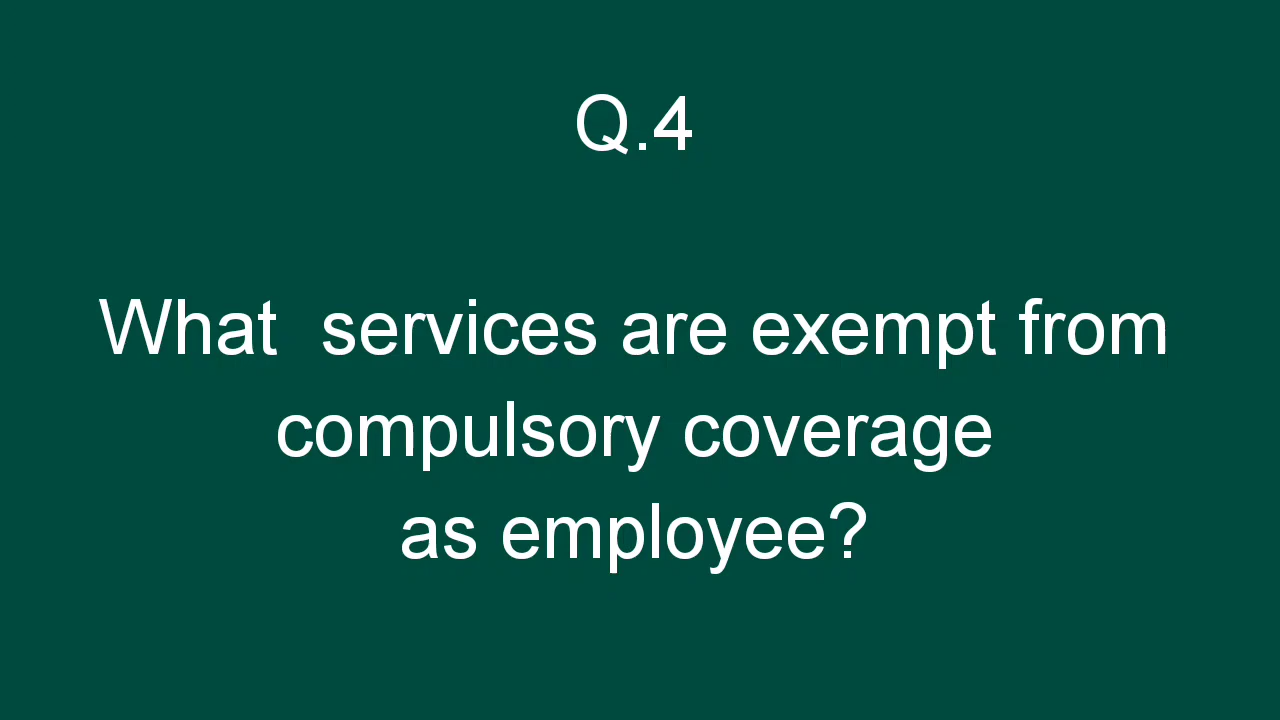 Q.4
What  services are exempt from
compulsory coverage
as employee?